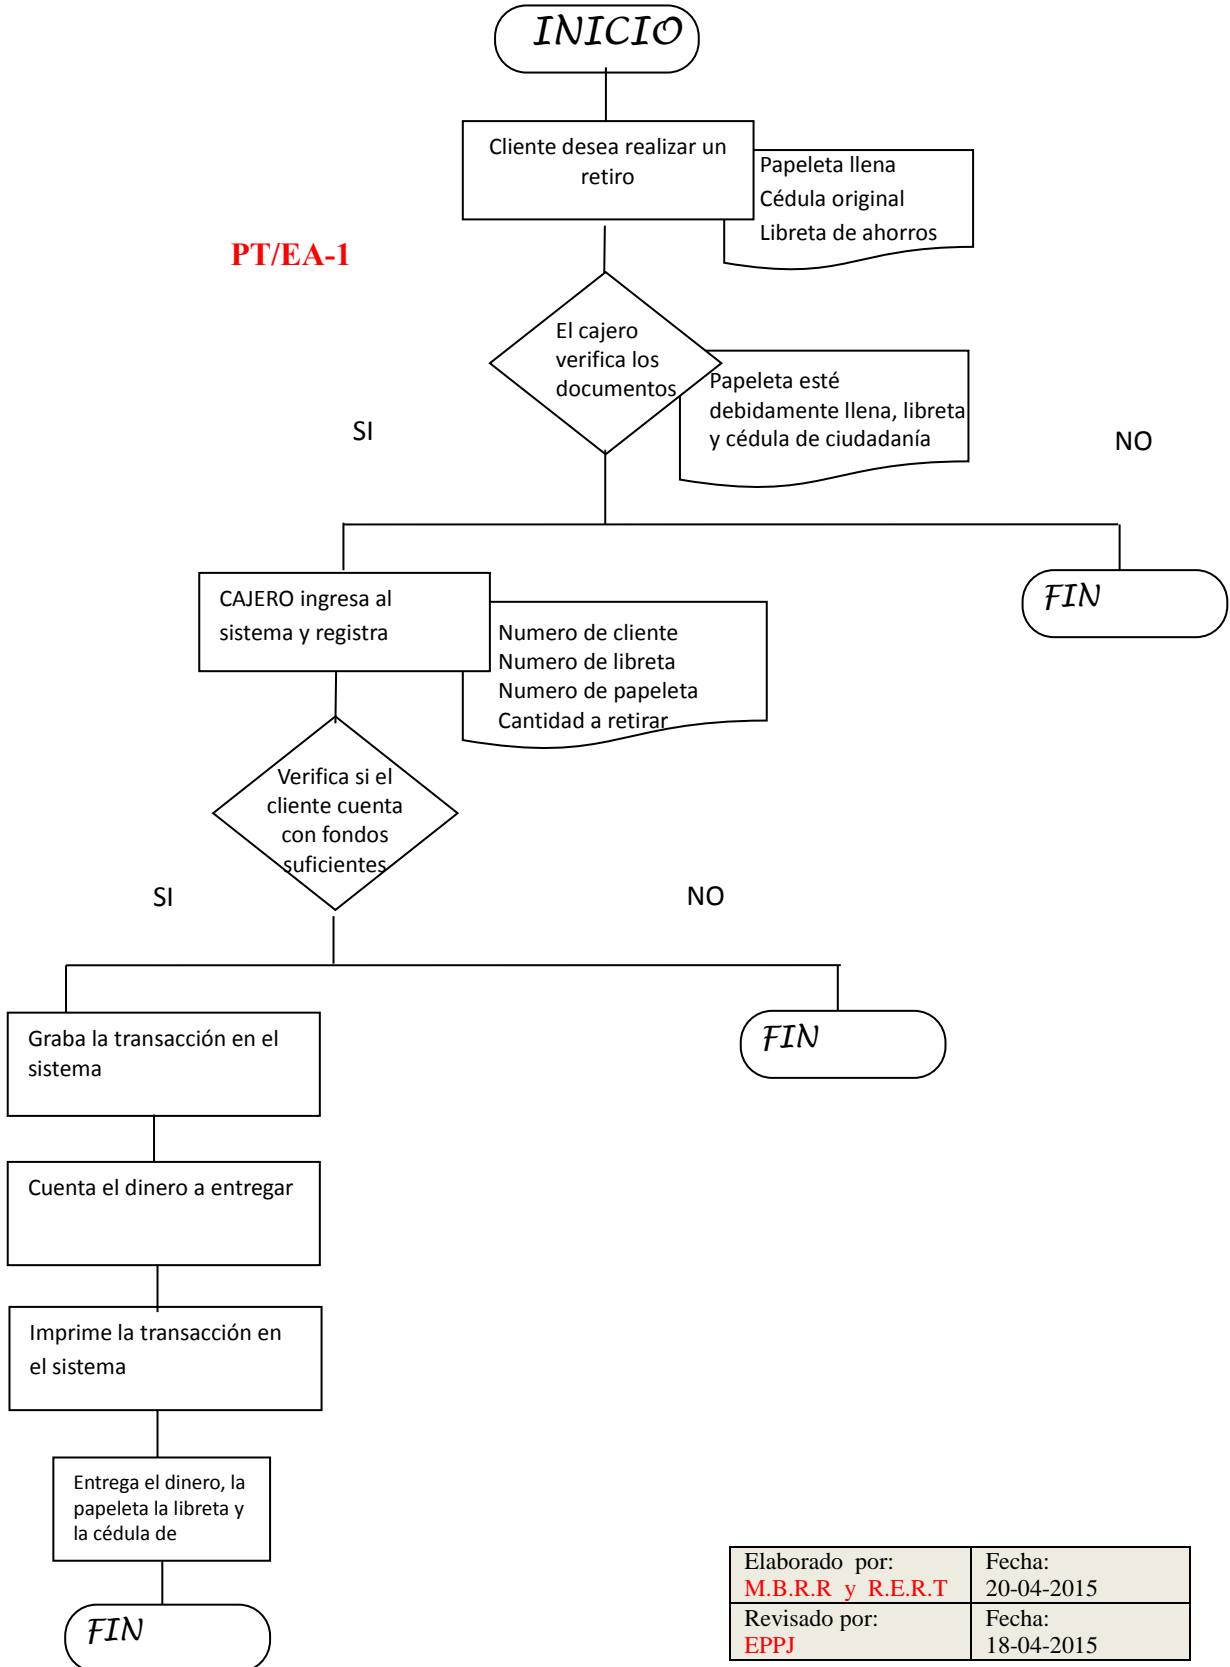 INICIO
Cliente desea realizar un
retiro
Papeleta llena
Cédula original
Libreta de ahorros
PT/EA-1
El cajero
verifica los
documentos
Papeleta esté
debidamente llena, libreta
y cédula de ciudadanía
SI
NO
CAJERO ingresa al
sistema y registra
Numero de cliente
Numero de libreta
Numero de papeleta
Cantidad a retirar
FIN
Verifica si el
cliente cuenta
con fondos
suficientes
SI
NO
Graba la transacción en el
sistema
FIN
Cuenta el dinero a entregar
Imprime la transacción en
el sistema
Entrega el dinero, la
papeleta la libreta y
la cédula de
FIN
Elaborado por:
M.B.R.R y R.E.R.T
Fecha:
20-04-2015
Revisado por:
EPPJ
Fecha:
18-04-2015